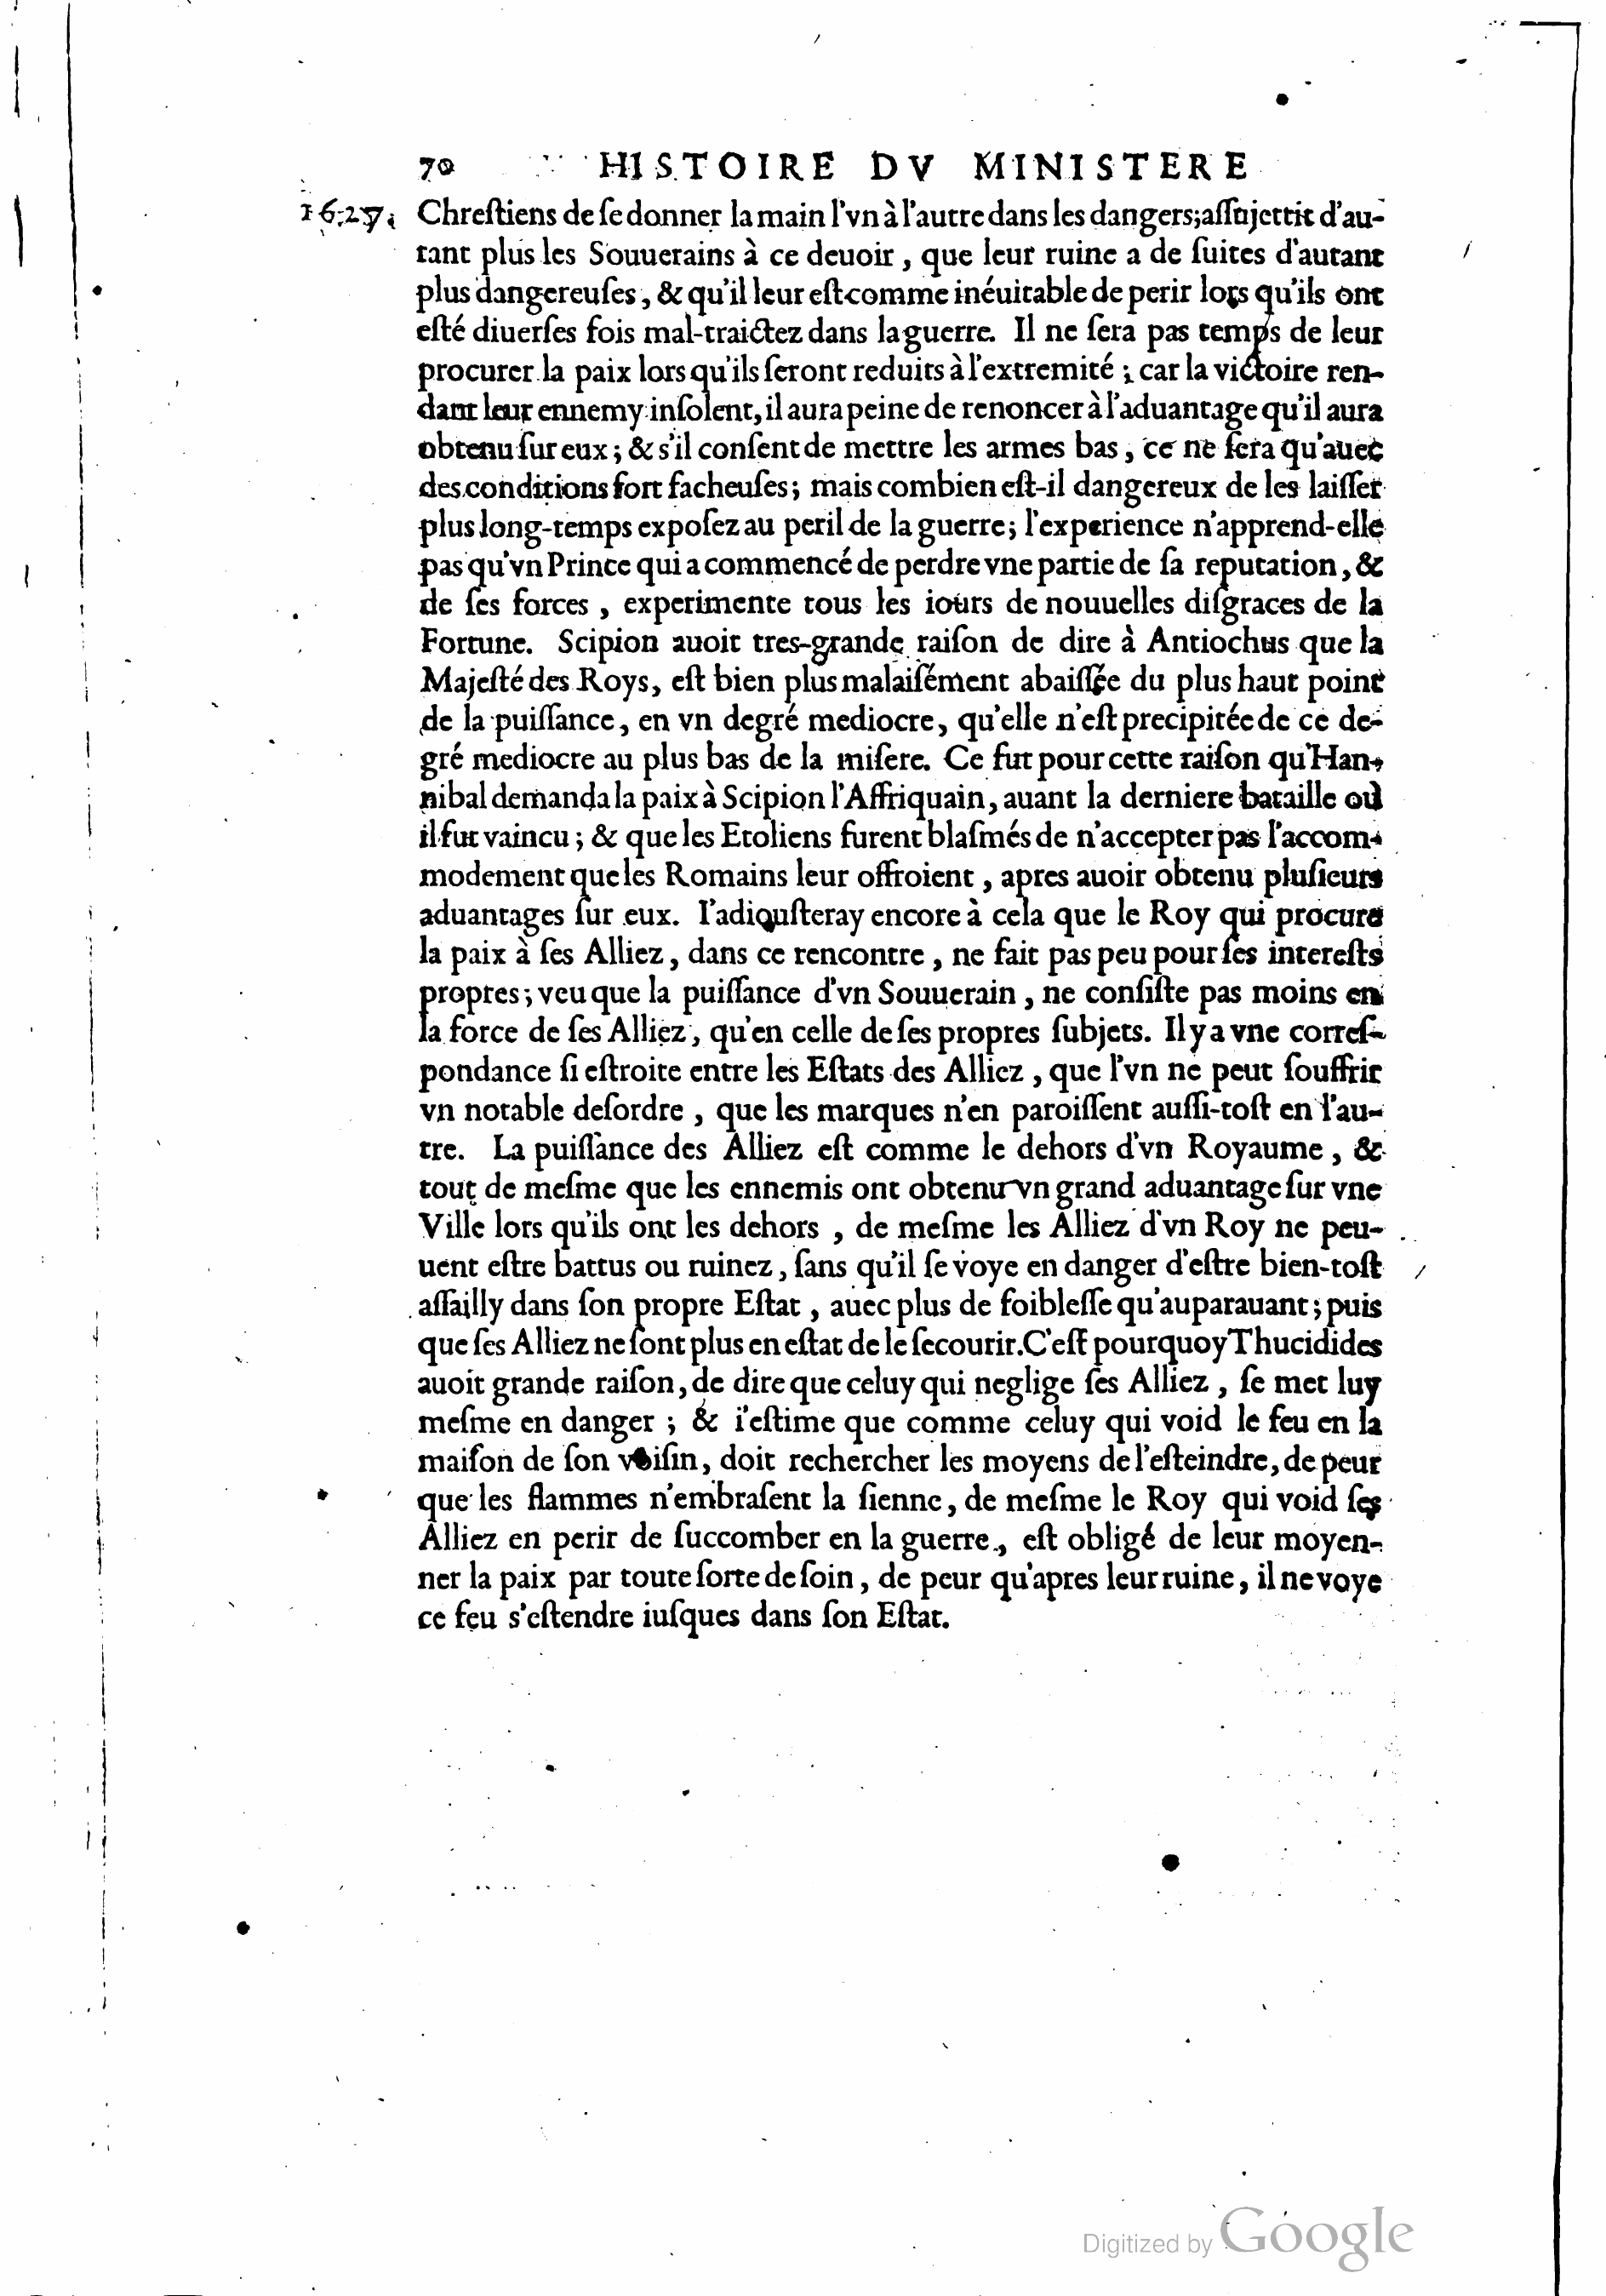 70 HISTOIRE DV MINISTERE
1627. Chreſtiens de ſe donner la main l'vn à l'autre dans les dangers; aſſujettit d'au-
tant plus les Souuerains à ce deuoir, que leur ruine a de ſuites d'autant
plus dangereuſes, & qu'il leur eſt comme inéuitable de perir lors qu'ils ont
eſté diuerſes fois mal-traictez dans la guerre. Il ne ſera pas temps de leur
procurer la paix lors qu'ils ſeront reduits à l'extremité; car la victoire ren-
dant leur ennemy inſolent, il aura peine de renoncer à l'aduantage qu'il aura
obtenu ſur eux; & s'il conſent de mettre les armes bas, ce ne ſera qu'auec
des conditions fort facheuſes; mais combien eſt-il dangereux de les laiſſer
plus long-temps expoſez au peril de la guerre; l'experience n'apprend-elle
pas qu'vn Prince qui a commencé de perdre vne partie de ſa reputation, &
de ſes forces, experimente tous les iours de nouuelles diſgraces de la
Fortune. Scipion auoit tres-grande raiſon de dire à Antiochus que la
Majeſté des Roys, eſt bien plus malaiſément abaiſſée du plus haut point
de la puiſſance, en vn degré mediocre, qu'elle n'eſt precipitée de ce de-
gré mediocre au plus bas de la miſere. Ce fut pour cette raiſon qu'Han-
nibal demanda la paix à Scipion l'Affriquain, auant la derniere bataille où
il fut vaincu; & que les Etoliens furent blaſmés de n'accepter pas l'accom-
modement que les Romains leur offroient, apres auoir obtenu pluſieurs
aduantages ſur eux. I'adiouſteray encore à cela que le Roy qui procure
la paix à ſes Alliez, dans ce rencontre, ne fait pas peu pour ſes intereſts
propres; veu que la puiſſance d'vn Souuerain, ne conſiſte pas moins en
la force de ſes Alliez, qu'en celle de ſes propres ſubjets. Il y a vne correſ-
pondance ſi eſtroite entre les Eſtats des Alliez, que l'vn ne peut ſouffrir
vn notable deſordre, que les marques n'en paroiſſent auſſi-toſt en l'au-
tre. La puiſſance des Alliez eſt comme le dehors d'vn Royaume, &
tout de meſme que les ennemis ont obtenu vn grand aduantage ſur vne
Ville lors qu'ils ont les dehors, de meſme les Alliez d'vn Roy ne peu-
uent eſtre battus ou ruinez, ſans qu'il ſe voye en danger d'eſtre bien-toſt
aſſailly dans ſon propre Eſtat, auec plus de foibleſſe qu'auparauant; puis
que ſes Alliez ne ſont plus en eſtat de le ſecourir. C'eſt pourquoy Thucidides
auoit grande raiſon, de dire que celuy qui neglige ſes Alliez, ſe met luy
meſme en danger; & i'eſtime que comme celuy qui void le feu en la
maiſon de ſon voiſin, doit rechercher les moyens de l'eſteindre, de peur
que les flammes n'embraſent la ſienne, de meſme le Roy qui void ſes
Alliez en perir de ſuccomber en la guerre, eſt obligé de leur moyen-
ner la paix par toute ſorte de ſoin, de peur qu'apres leur ruine, il ne voye
ce feu s'eſtendre iuſques dans ſon Eſtat.
Digitized by Google